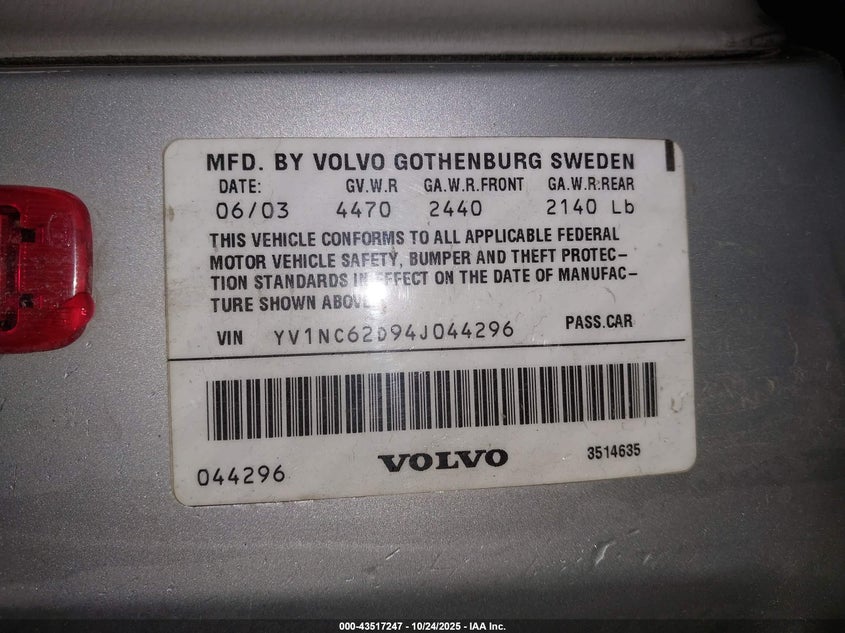 MFD. BY VOLVO GOTHENBURG SWEDEN
DATE: GV.W.R GA.W.R.FRONT GA.W.R:REAR
06/03 4470 2440 2140 Lb
THIS VEHICLE CONFORMS TO ALL APPLICABLE FEDERAL
MOTOR VEHICLE SAFETY, BUMPER AND THEFT PROTEC-
TION STANDARDS IN EFFECT ON THE DATE OF MANUFAC-
TURE SHOWN ABOVE.
VIN YV1NC62D94J044296 PASS.CAR
044296 VOLVO 3514635
000-43517247 - 10/24/2025 - IAA Inc.